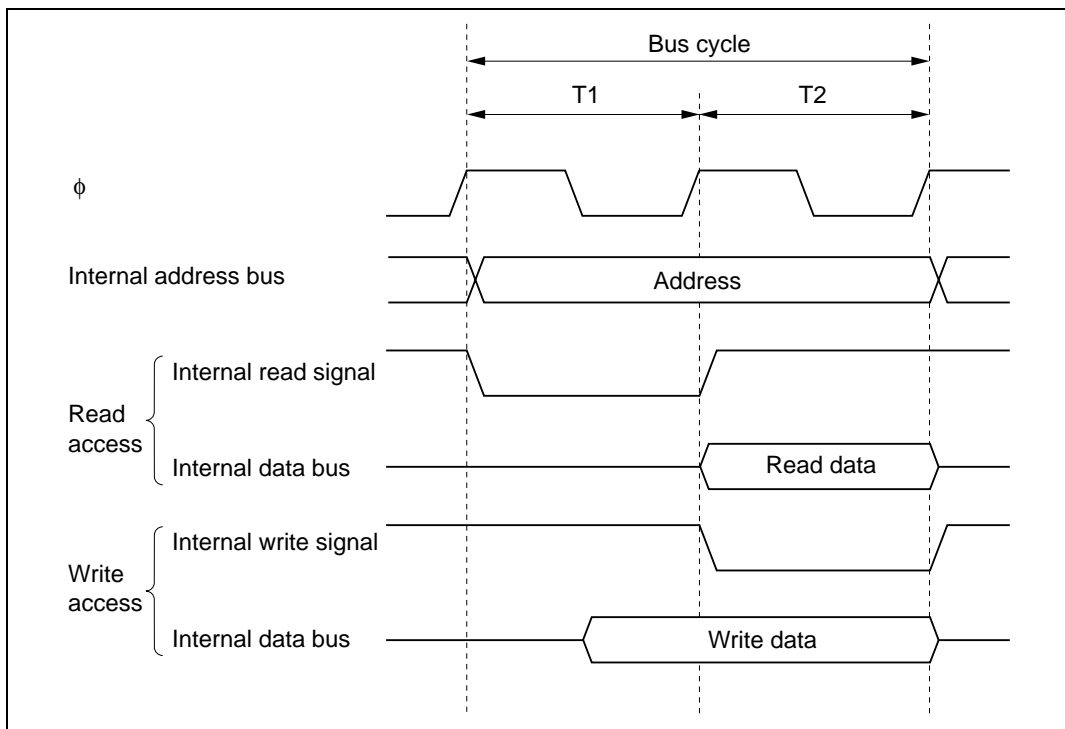 Bus cycle
T1
T2
ϕ
Internal address bus
Address
Read
access
Internal read signal
Internal data bus
Read data
Write
access
Internal write signal
Internal data bus
Write data